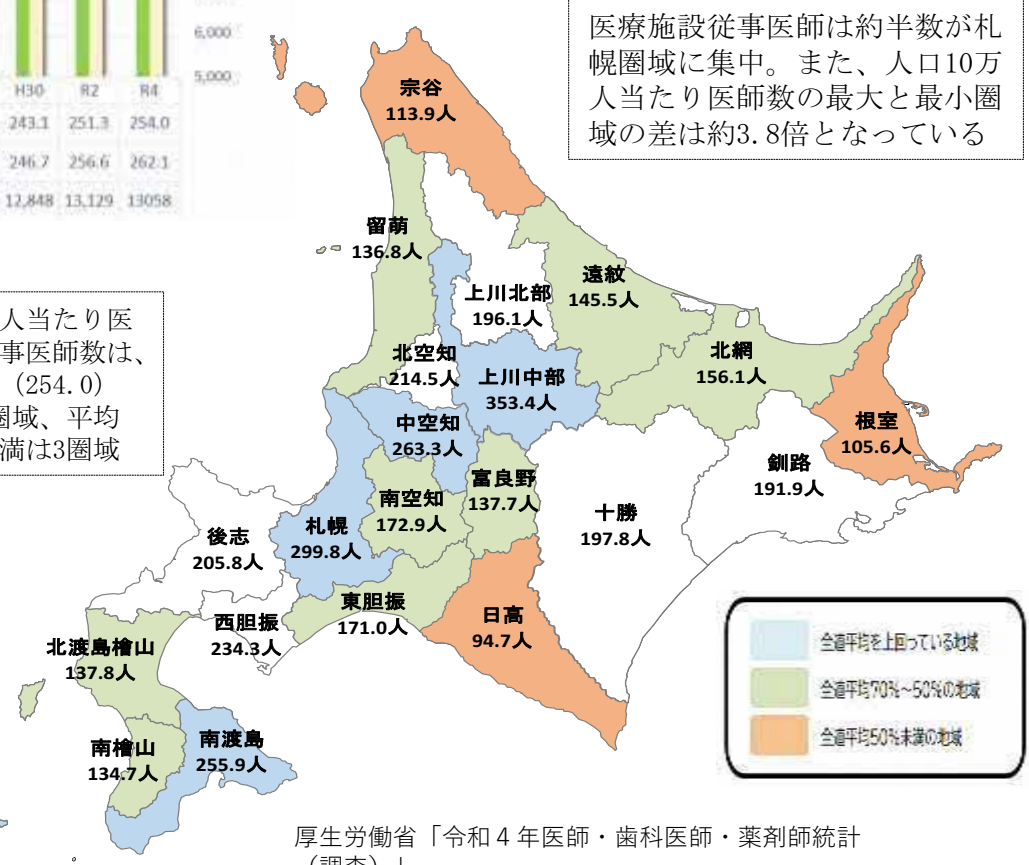 6,000
5,000
H30 R2 R4
243.1 251.3 254.0
246.7 256.6 262.1
12,848 13,129 13058
医療施設従事医師は約半数が札
幌圏域に集中。また、人口10万
人当たり医師数の最大と最小圏
域の差は約3.8倍となっている
人当たり医
事医師数は、
(254.0)
圏域、平均
満は3圏域
宗谷
113.9人
留萌
136.8人
上川北部
196.1人
遠紋
145.5人
北網
156.1人
北空知
214.5人
上川中部
353.4人
中空知
263.3人
根室
105.6人
釧路
191.9人
富良野
137.7人
南空知
172.9人
十勝
197.8人
札幌
299.8人
後志
205.8人
東胆振
171.0人
日高
94.7人
西胆振
234.3人
北渡島檜山
137.8人
南檜山
134.7人
南渡島
255.9人
全道平均を上回っている地域
全道平均70%~50%の地域
全道平均50%未満の地域
厚生労働省「令和4年医師・歯科医師・薬剤師統計
(調査)」